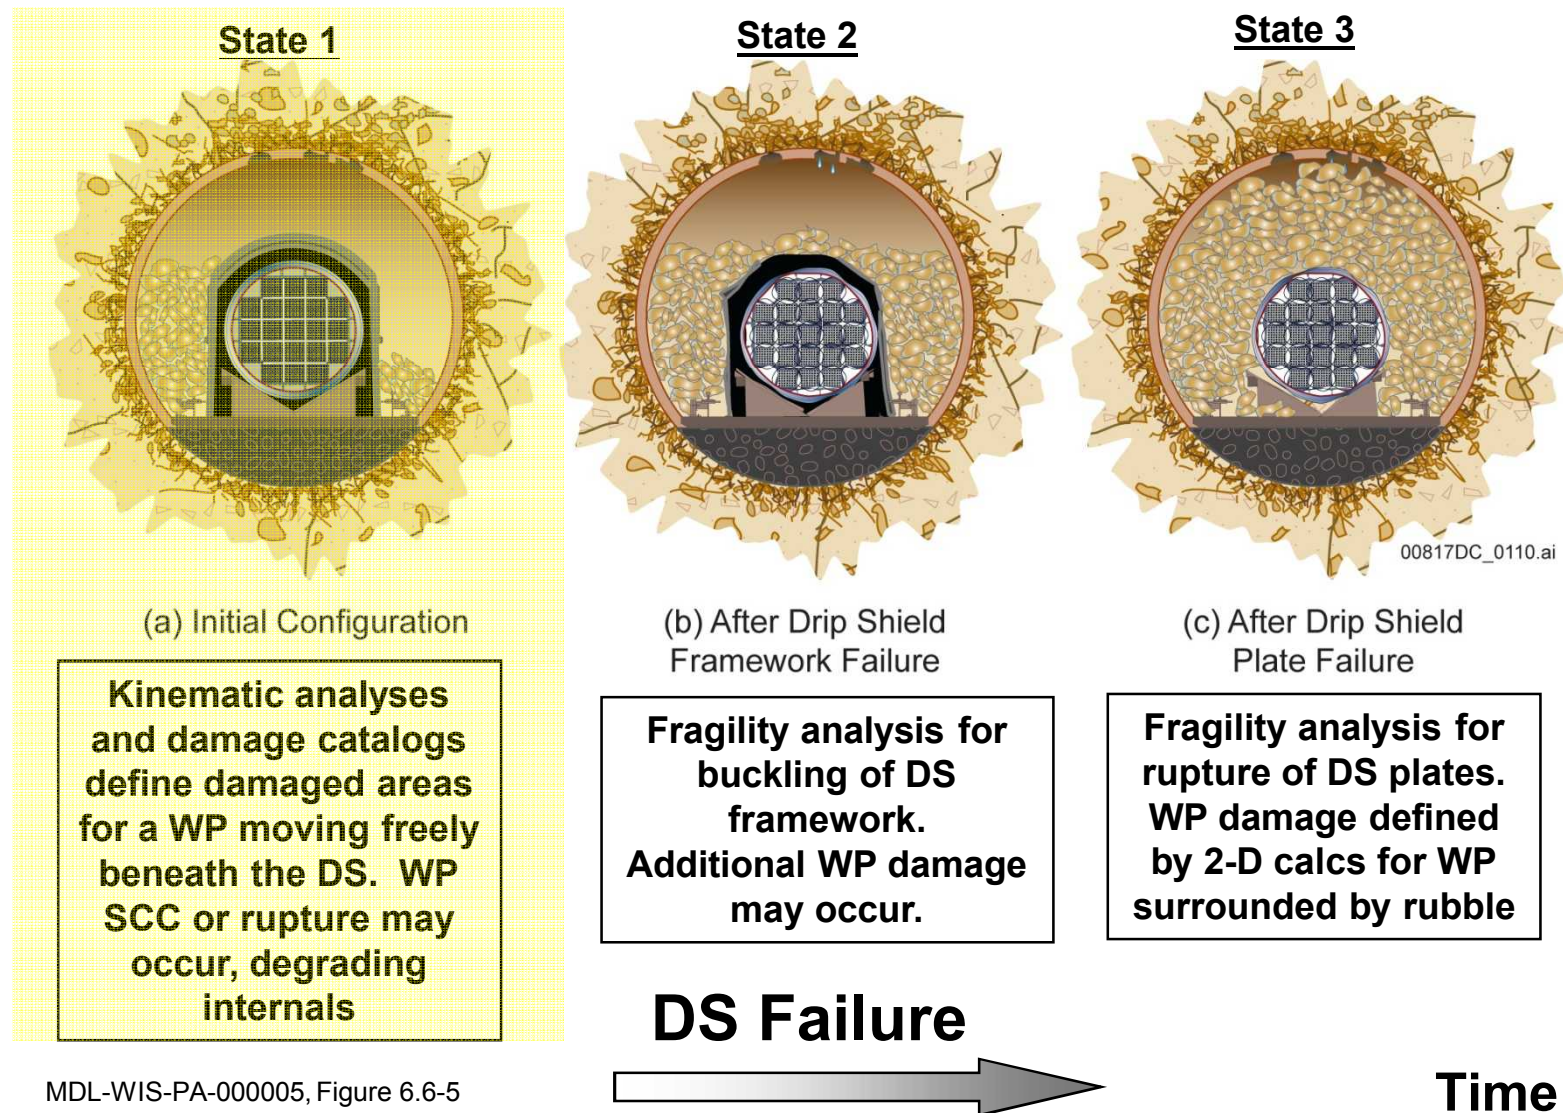 State 1
State 2
State 3
00817DC_0110.ai
(a) Initial Configuration
(b) After Drip Shield
Framework Failure
(c) After Drip Shield
Plate Failure
Kinematic analyses
and damage catalogs
define damaged areas
for a WP moving freely
beneath the DS. WP
SCC or rupture may
occur, degrading
internals
Fragility analysis for
buckling of DS
framework.
Additional WP damage
may occur.
Fragility analysis for
rupture of DS plates.
WP damage defined
by 2-D calcs for WP
surrounded by rubble
DS Failure
MDL-WIS-PA-000005, Figure 6.6-5
Time